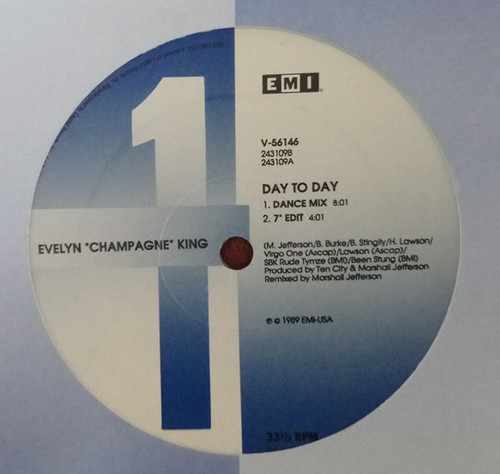 EMI
V-56146
243109B
243109A
DAY TO DAY
1. DANCE MIX 8:01
2. 7" EDIT 4:01
EVELYN "CHAMPAGNE" KING
(M. Jefferson/B. Burke/B. Stingily/H. Lawson/
Virgo One (Ascap)/Lawson (Ascap)/
SBK Rude Tymze (BMI)/Been Stung (BMI)
Produced by Ten City & Marshall Jefferson
Remixed by Marshall Jefferson
℗ © 1989 EMI-USA
33⅓ RPM
1